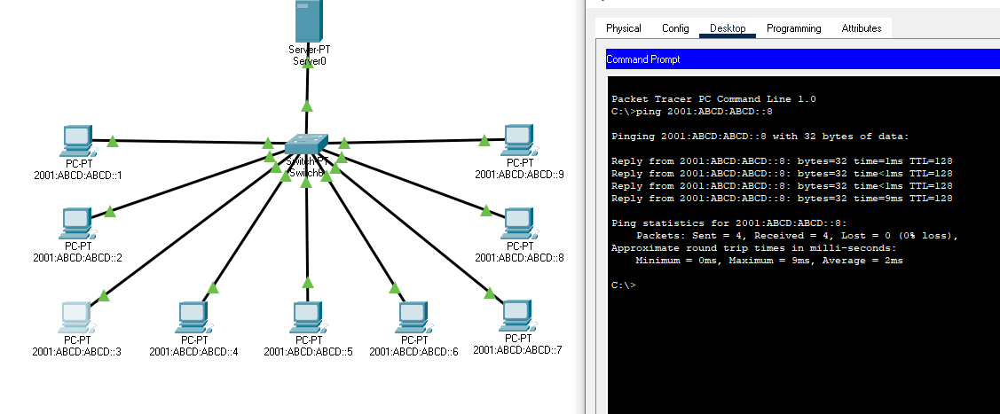 Physical Config Desktop Programming Attributes
Command Prompt
Packet Tracer PC Command Line 1.0
C:\>ping 2001:ABCD:ABCD::8
Pinging 2001:ABCD:ABCD::8 with 32 bytes of data:
Reply from 2001:ABCD:ABCD::8: bytes=32 time=1ms TTL=128
Reply from 2001:ABCD:ABCD::8: bytes=32 time<1ms TTL=128
Reply from 2001:ABCD:ABCD::8: bytes=32 time<1ms TTL=128
Reply from 2001:ABCD:ABCD::8: bytes=32 time=9ms TTL=128
Ping statistics for 2001:ABCD:ABCD::8:
Packets: Sent = 4, Received = 4, Lost = 0 (0% loss),
Approximate round trip times in milli-seconds:
Minimum = 0ms, Maximum = 9ms, Average = 2ms
C:\>
Server-PT
Server0
Switch-PT
Switch0
PC-PT
2001:ABCD:ABCD::1
PC-PT
2001:ABCD:ABCD::9
PC-PT
2001:ABCD:ABCD::2
PC-PT
2001:ABCD:ABCD::8
PC-PT
2001:ABCD:ABCD::3
PC-PT
2001:ABCD:ABCD::4
PC-PT
2001:ABCD:ABCD::5
PC-PT
2001:ABCD:ABCD::6
PC-PT
2001:ABCD:ABCD::7